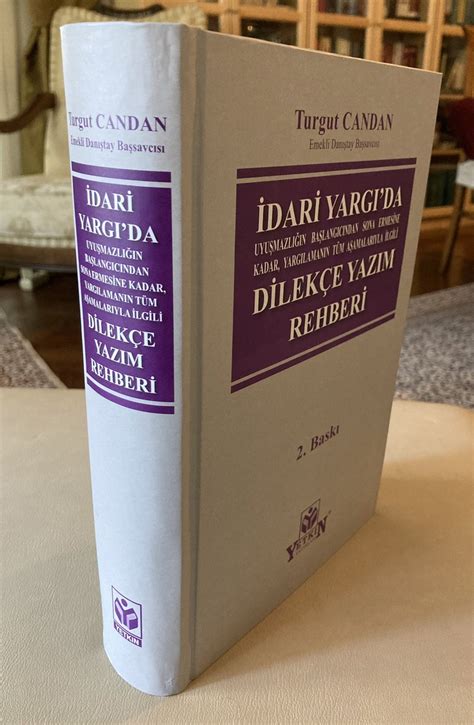 Turgut CANDAN
Emekli Danıştay Başsavcısı
İDARİ
YARGI'DA
UYUŞMAZLIĞIN
BAŞLANGICINDAN
SONA ERMESİNE KADAR,
YARGILAMANIN TÜM
AŞAMALARIYLA İLGİLİ
DİLEKÇE
YAZIM
REHBERİ
YETKİN
Turgut CANDAN
Emekli Danıştay Başsavcısı
İDARİ YARGI'DA
UYUŞMAZLIĞIN BAŞLANGICINDAN SONA ERMESİNE
KADAR, YARGILAMANIN TÜM AŞAMALARIYLA İLGİLİ
DİLEKÇE YAZIM
REHBERİ
2. Baskı
YETKİN